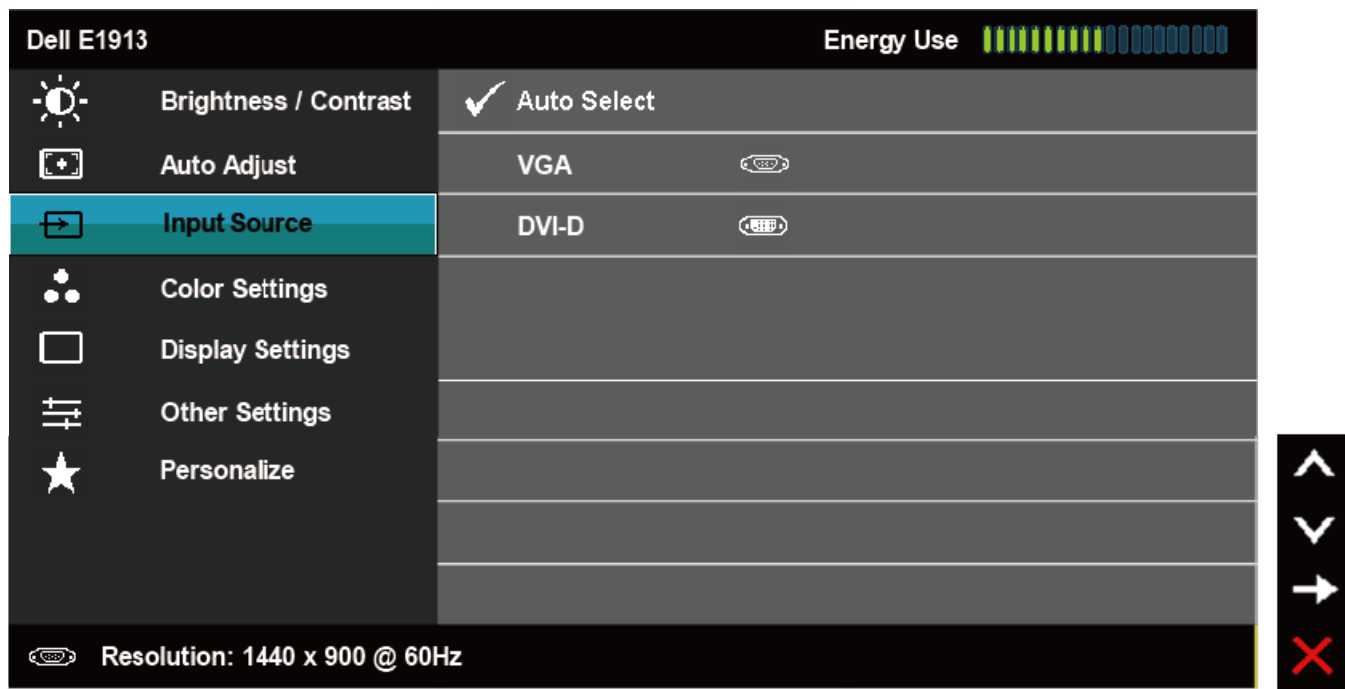 Dell E1913 Energy Use
Brightness / Contrast Auto Select
Auto Adjust VGA
Input Source DVI-D
Color Settings
Display Settings
Other Settings
Personalize
Resolution: 1440 x 900 @ 60Hz